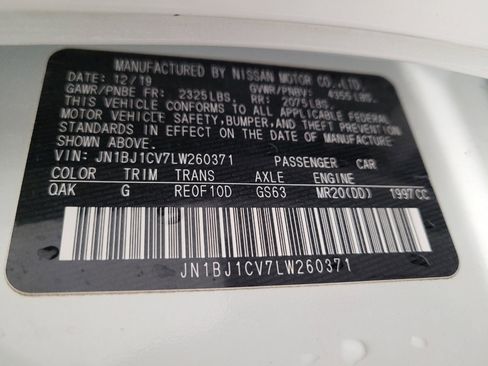 MANUFACTURED BY NISSAN MOTOR CO., LTD.
DATE: 12/19 GVWR/PNBV: 4355 LBS.
GAWR/PNBE FR: 2325LBS. RR: 2075LBS.
THIS VEHICLE CONFORMS TO ALL APPLICABLE FEDERAL
MOTOR VEHICLE SAFETY, BUMPER, AND THEFT
STANDARDS IN EFFECT ON THE DATE OF MANUFACTURE
SHOWN ABOVE.
VIN: JN1BJ1CV7LW260371 PASSENGER CAR
COLOR TRIM TRANS AXLE ENGINE
QAK G RE0F10D GS63 MR20(DD) 1997CC
JN1BJ1CV7LW260371